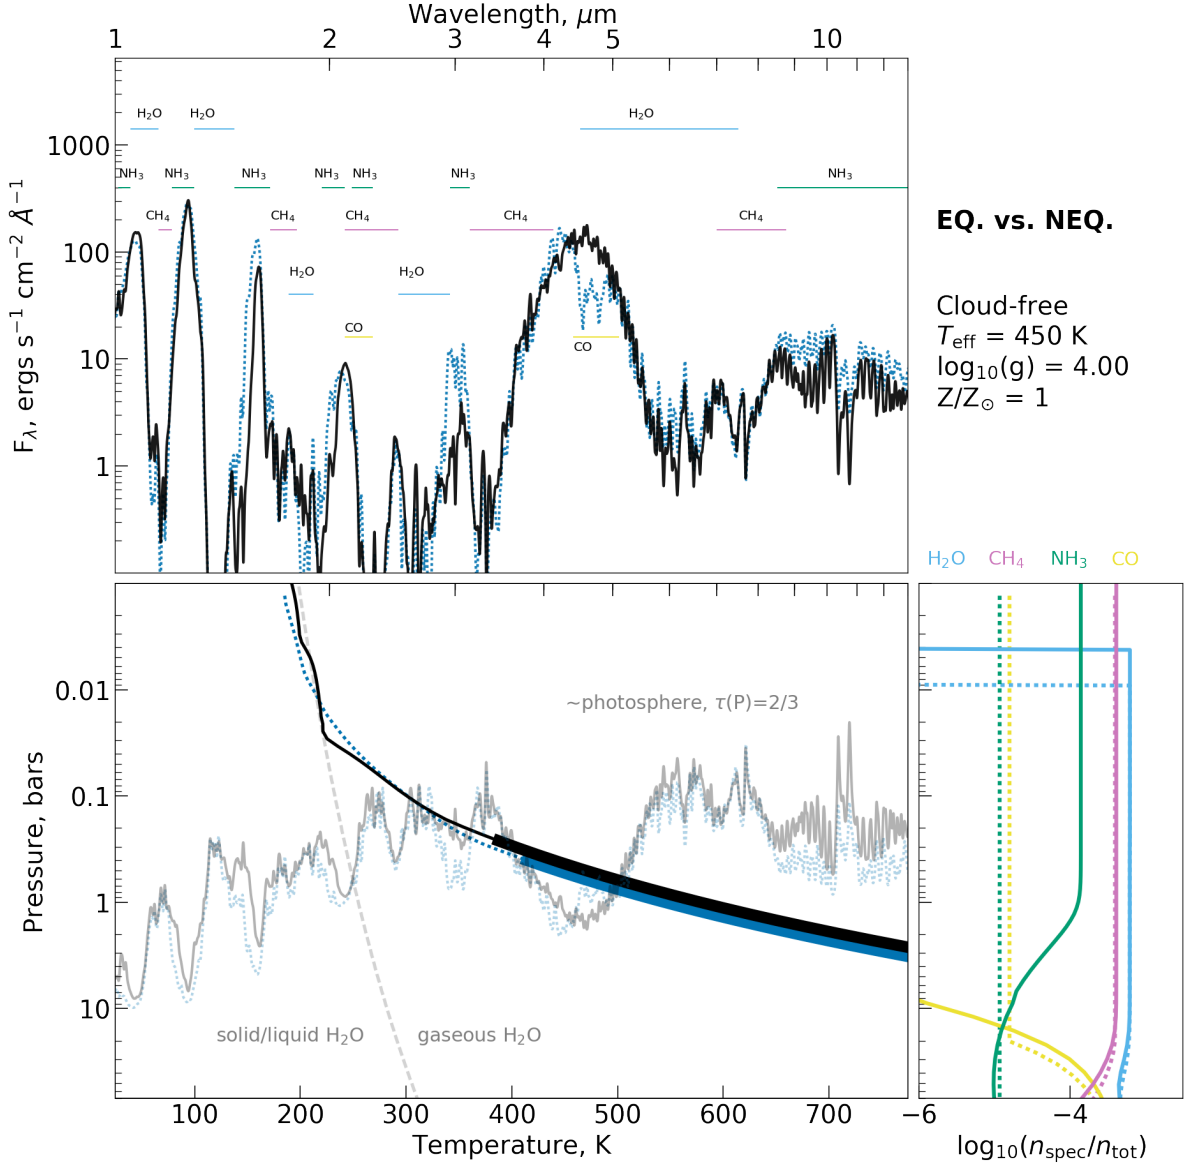 Wavelength, μm
1 2 3 4 5 10
H₂O H₂O H₂O
NH₃ NH₃ NH₃ NH₃ NH₃ NH₃ NH₃
CH₄ CH₄ CH₄ CH₄ CH₄
H₂O H₂O
CO
CO
1000
100
10
1
F_λ, ergs s⁻¹ cm⁻² Å⁻¹
EQ. vs. NEQ.
Cloud-free
T_eff = 450 K
log₁₀(g) = 4.00
Z/Z_☉ = 1
H₂O CH₄ NH₃ CO
~photosphere, τ(P)=2/3
solid/liquid H₂O gaseous H₂O
0.01
0.1
1
10
Pressure, bars
100 200 300 400 500 600 700
Temperature, K
−6 −4
log₁₀(n_spec/n_tot)